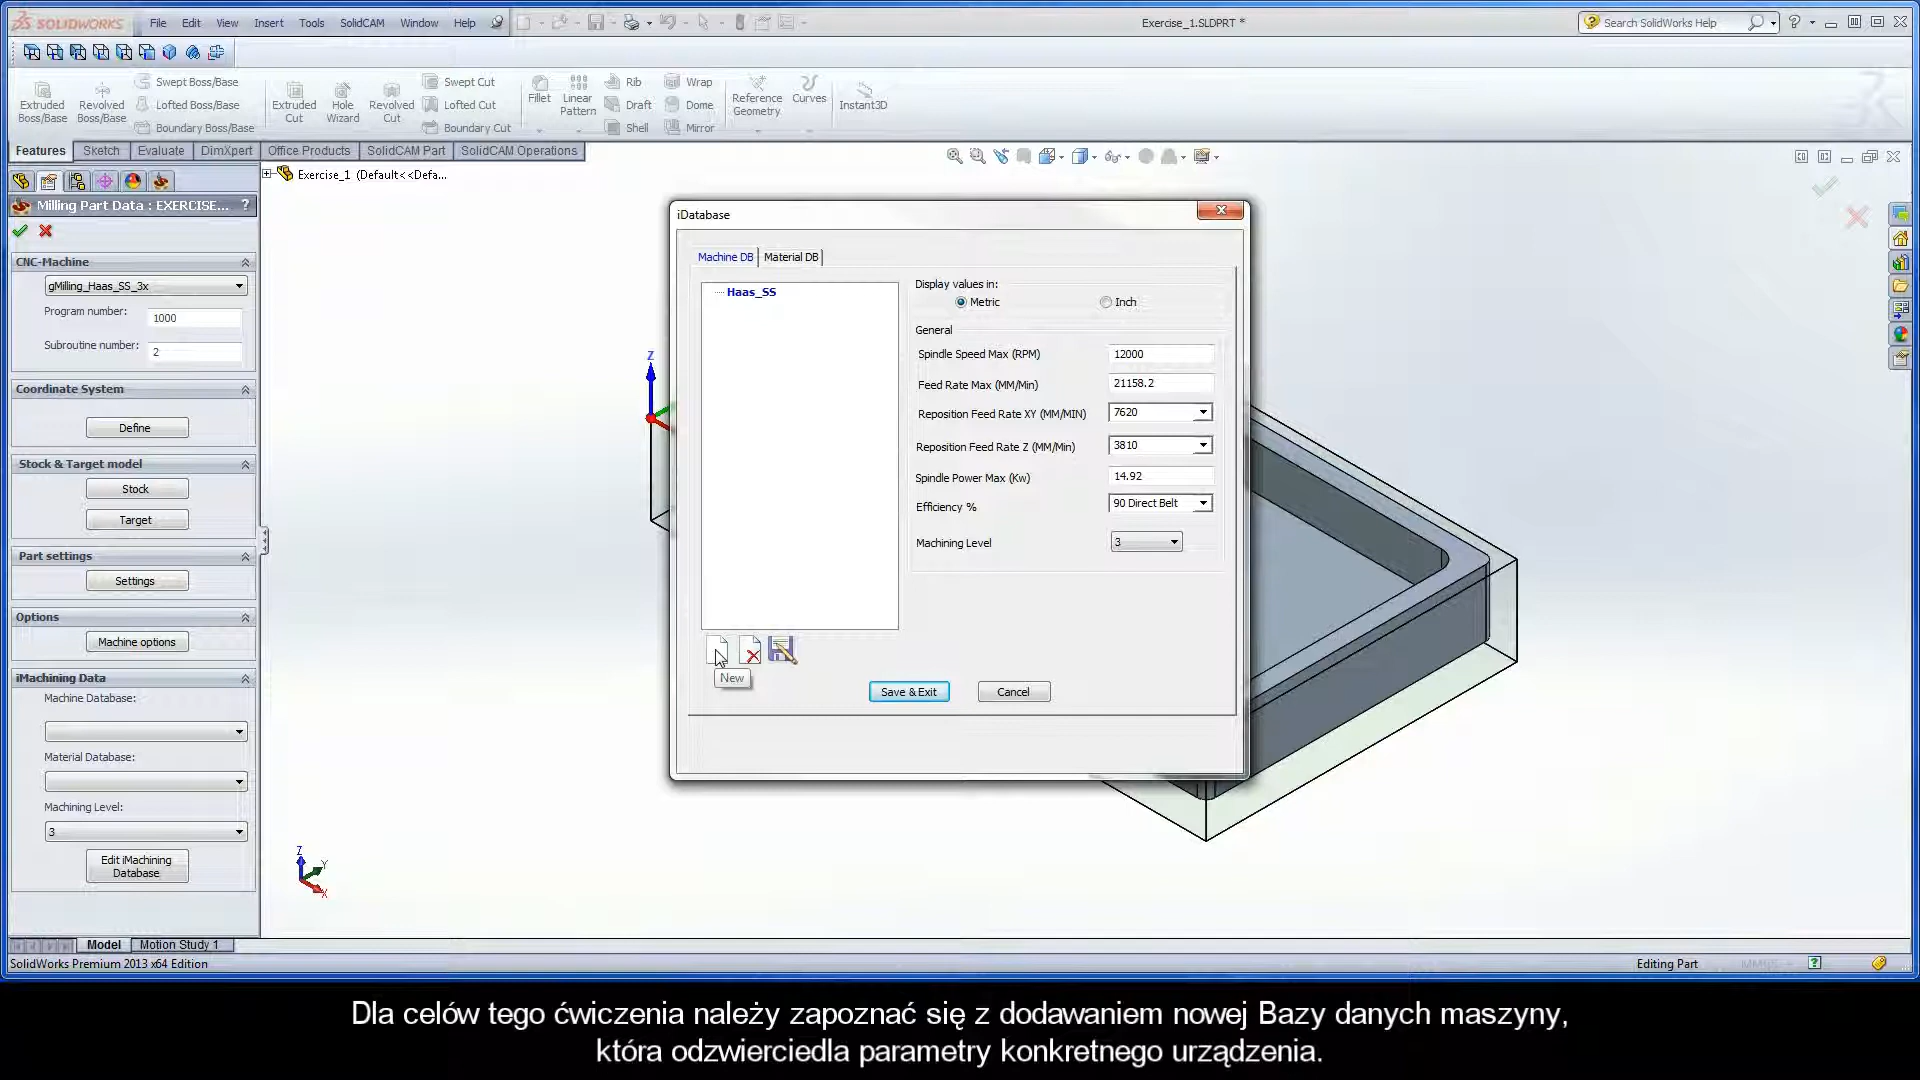 SOLIDWORKS File Edit View Insert Tools SolidCAM Window Help Exercise_1.SLDPRT * Search SolidWorks Help
Extruded Boss/Base Revolved Boss/Base Swept Boss/Base Lofted Boss/Base Boundary Boss/Base Extruded Cut Hole Wizard Revolved Cut Swept Cut Lofted Cut Boundary Cut Fillet Linear Pattern Rib Draft Shell Wrap Dome Mirror Reference Geometry Curves Instant3D
Features Sketch Evaluate DimXpert Office Products SolidCAM Part SolidCAM Operations
Exercise_1 (Default<<Defa...
Milling Part Data : EXERCISE... ?
CNC-Machine
gMilling_Haas_SS_3x
Program number: 1000
Subroutine number: 2
Coordinate System
Define
Stock & Target model
Stock
Target
Part settings
Settings
Options
Machine options
iMachining Data
Machine Database:
Material Database:
Machining Level:
3
Edit iMachining
Database
iDatabase
Machine DB Material DB
Haas_SS
Display values in:
Metric Inch
General
Spindle Speed Max (RPM) 12000
Feed Rate Max (MM/Min) 21158.2
Reposition Feed Rate XY (MM/MIN) 7620
Reposition Feed Rate Z (MM/Min) 3810
Spindle Power Max (Kw) 14.92
Efficiency % 90 Direct Belt
Machining Level 3
New
Save & Exit Cancel
Z
Z Y X
Model Motion Study 1
SolidWorks Premium 2013 x64 Edition Editing Part
Dla celów tego ćwiczenia należy zapoznać się z dodawaniem nowej Bazy danych maszyny,
która odzwierciedla parametry konkretnego urządzenia.